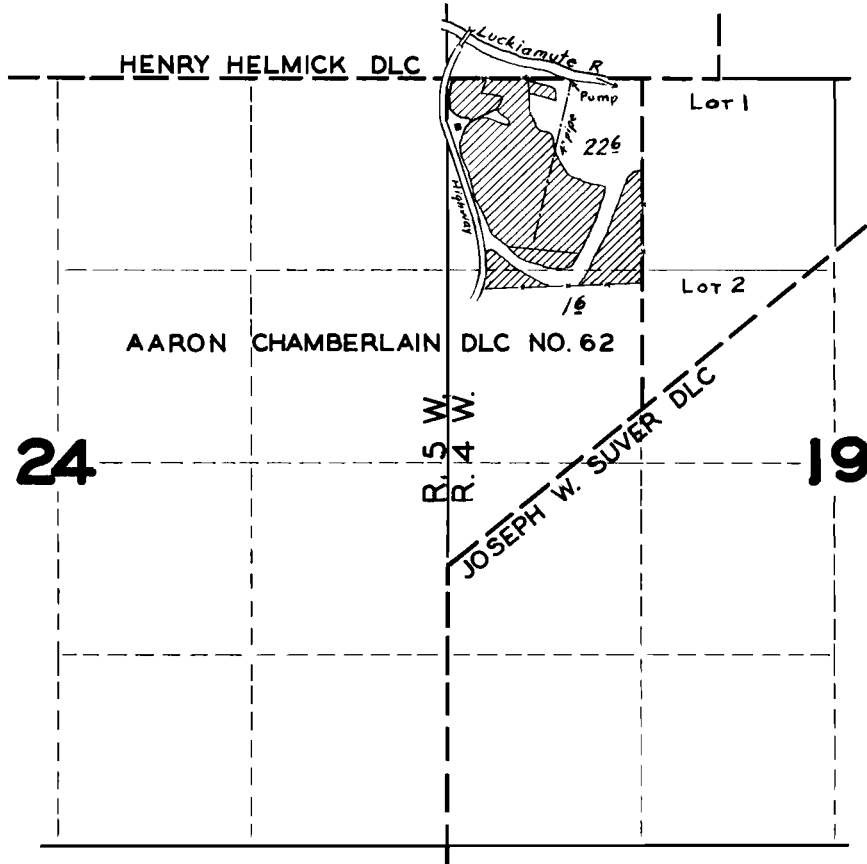 Luckiamute R
HENRY HELMICK DLC
Pump
LOT 1
4" pipe
22.6
Highway
LOT 2
1.6
AARON CHAMBERLAIN DLC NO. 62
R. 5 W.
R. 4 W.
24
19
JOSEPH W. SUVER DLC